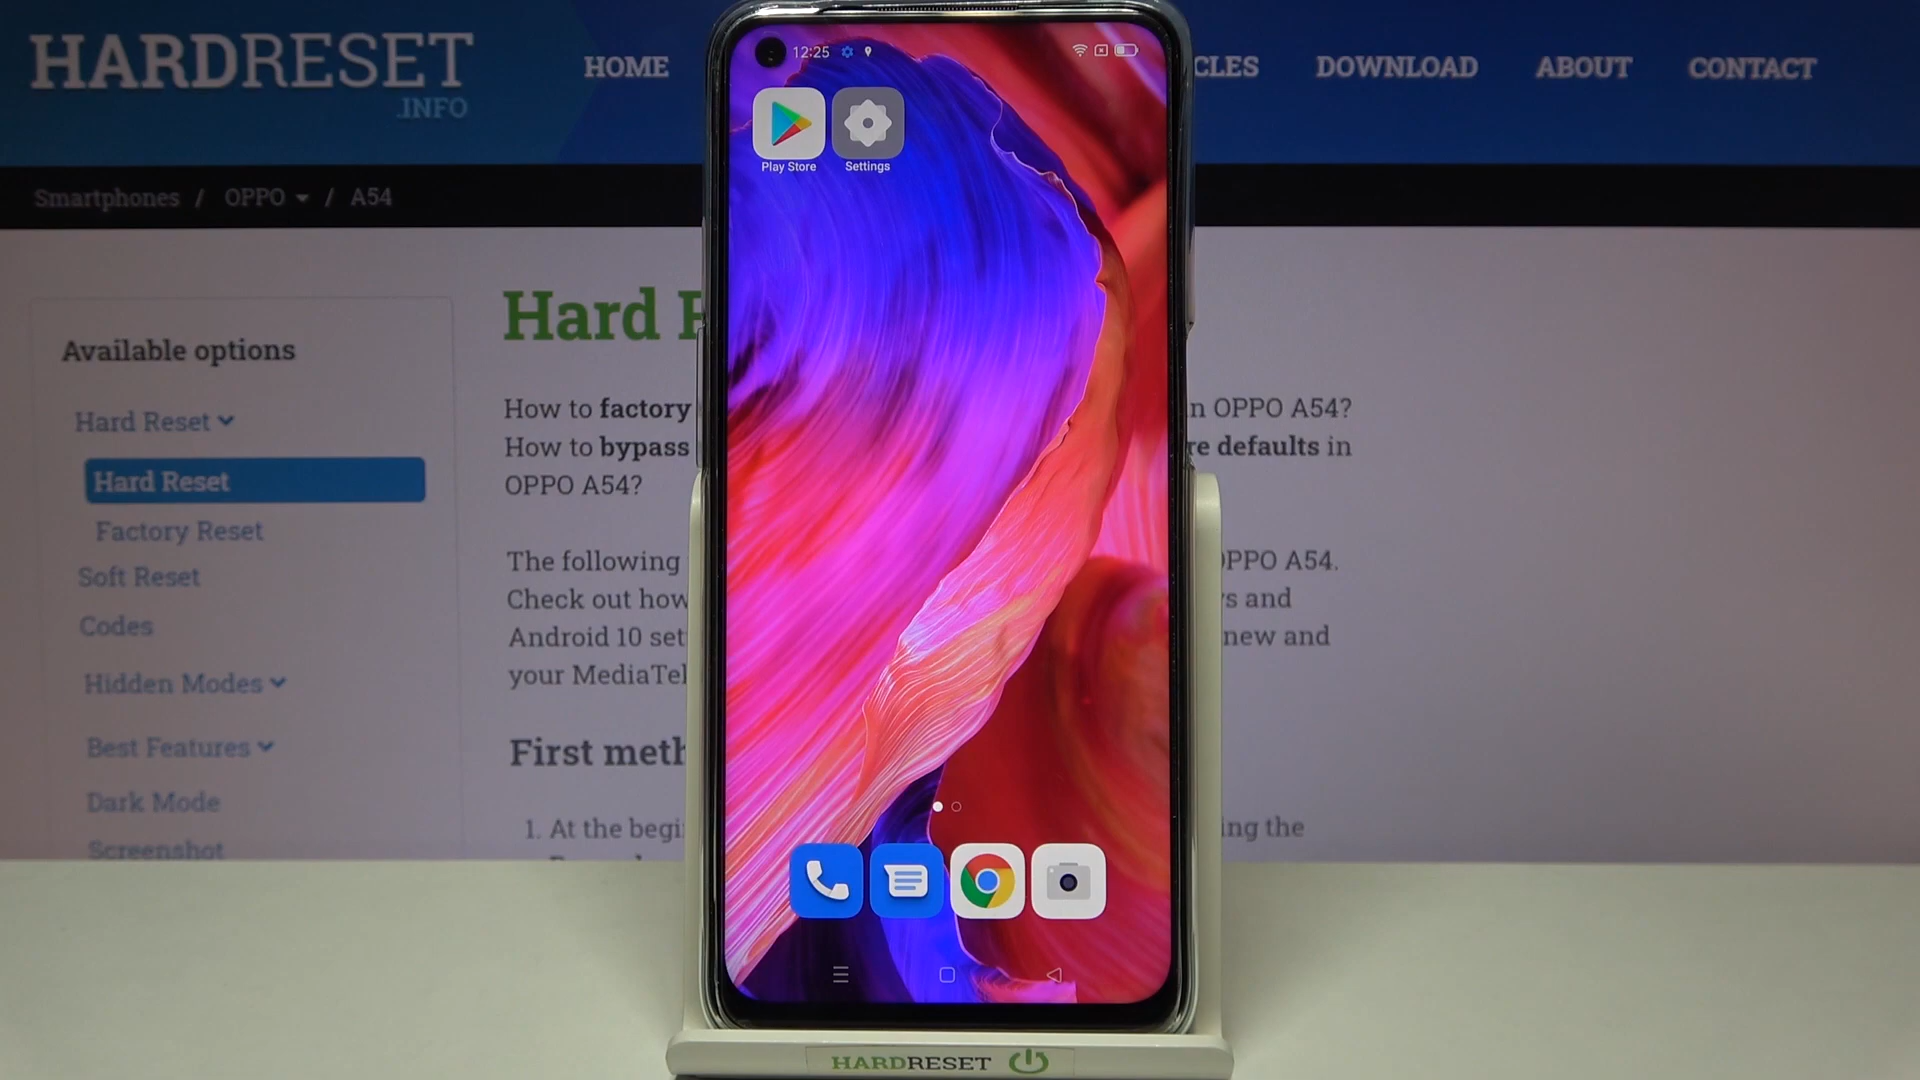 HARDRESET
.INFO
HOME
CLES
DOWNLOAD
ABOUT
CONTACT
Smartphones / OPPO / A54
Available options
Hard Reset
Hard Reset
Factory Reset
Soft Reset
Codes
Hidden Modes
Best Features
Dark Mode
Screenshot
Hard
How to factory
n OPPO A54?
How to bypass
re defaults in
OPPO A54?
The following
OPPO A54.
Check out how
s and
Android 10 set
new and
your MediaTek
First meth
1. At the begi
ing the
12:25
Play Store
Settings
HARDRESET